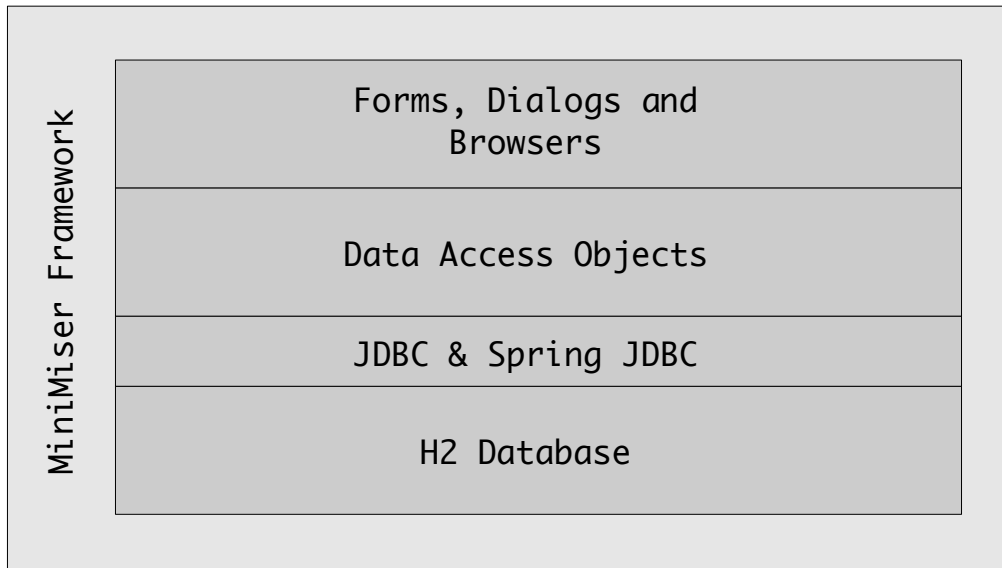 MiniMiser Framework
Forms, Dialogs and
Browsers
Data Access Objects
JDBC & Spring JDBC
H2 Database